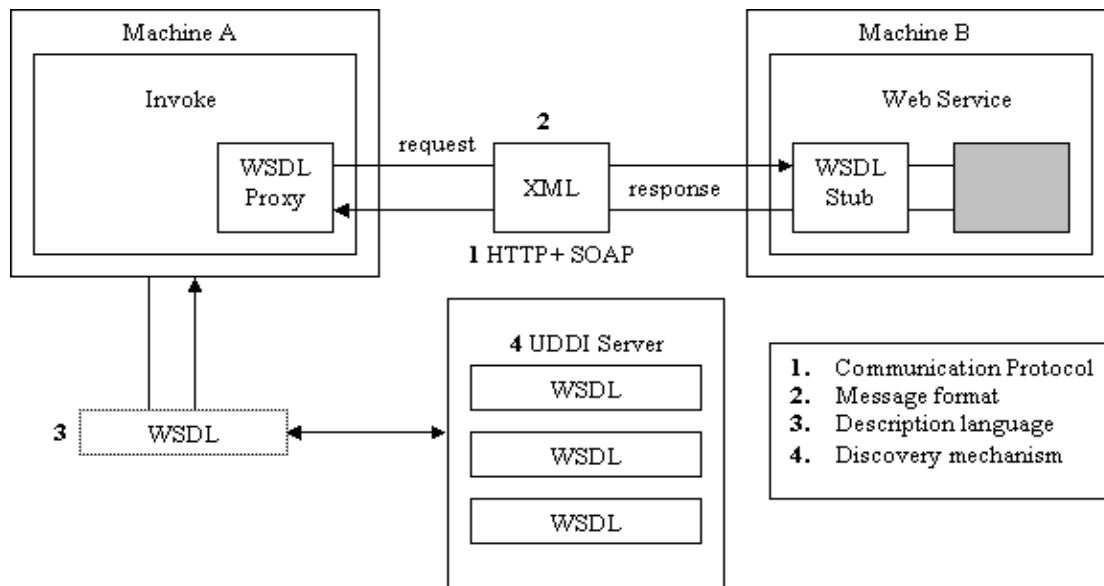 Machine A
Invoke
WSDL
Proxy
request
2
XML
response
1 HTTP+ SOAP
Machine B
Web Service
WSDL
Stub
3
WSDL
4 UDDI Server
WSDL
WSDL
WSDL
1. Communication Protocol
2. Message format
3. Description language
4. Discovery mechanism